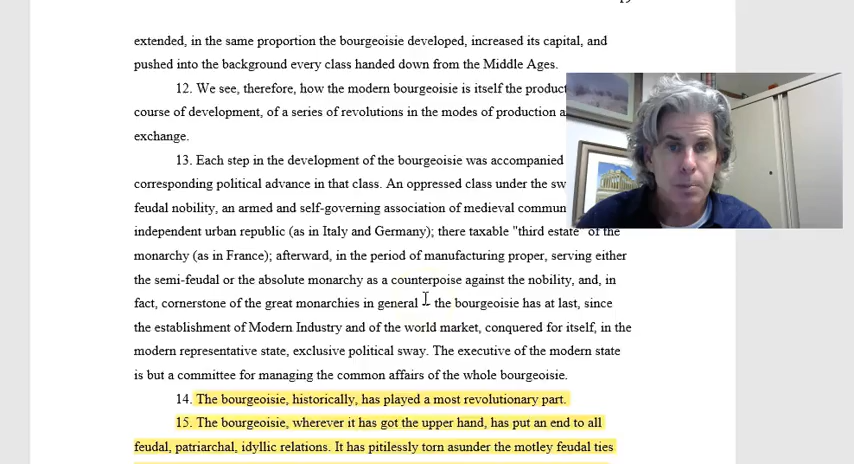 extended, in the same proportion the bourgeoisie developed, increased its capital, and
pushed into the background every class handed down from the Middle Ages.
12. We see, therefore, how the modern bourgeoisie is itself the product
course of development, of a series of revolutions in the modes of production a
exchange.
13. Each step in the development of the bourgeoisie was accompanied
corresponding political advance in that class. An oppressed class under the sw
feudal nobility, an armed and self-governing association of medieval commun
independent urban republic (as in Italy and Germany); there taxable "third estate" of the
monarchy (as in France); afterward, in the period of manufacturing proper, serving either
the semi-feudal or the absolute monarchy as a counterpoise against the nobility, and, in
fact, cornerstone of the great monarchies in general – the bourgeoisie has at last, since
the establishment of Modern Industry and of the world market, conquered for itself, in the
modern representative state, exclusive political sway. The executive of the modern state
is but a committee for managing the common affairs of the whole bourgeoisie.
14. The bourgeoisie, historically, has played a most revolutionary part.
15. The bourgeoisie, wherever it has got the upper hand, has put an end to all
feudal, patriarchal, idyllic relations. It has pitilessly torn asunder the motley feudal ties